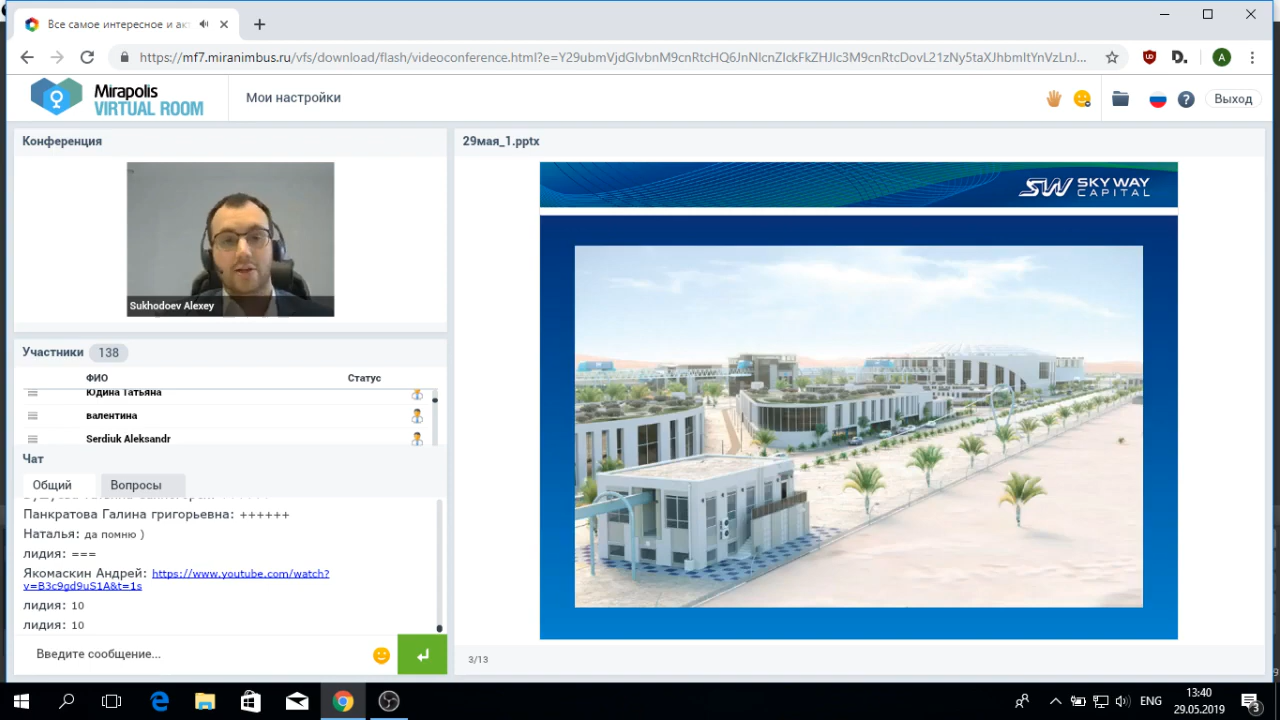 Все самое интересное и акт
https://mf7.miranimbus.ru/vfs/download/flash/videoconference.html?e=Y29ubmVjdGlvbnM9cnRtcHQ6JnNlcnZlckFkZHJlc3M9cnRtcDovL21zNy5taXJhbmltYnVzLnJ...
Mirapolis
VIRTUAL ROOM
Мои настройки
Выход
Конференция
29мая_1.pptx
SW SKY WAY
CAPITAL
Sukhodoev Alexey
Участники 138
ФИО Статус
Юдина Татьяна
валентина
Serdiuk Aleksandr
Чат
Общий Вопросы
Панкратова Галина григорьевна: ++++++
Наталья: да помню )
лидия: ===
Якомаскин Андрей: https://www.youtube.com/watch?
v=B3c9gd9uS1A&t=1s
лидия: 10
лидия: 10
Введите сообщение...
3/13
ENG
13:40
29.05.2019
3